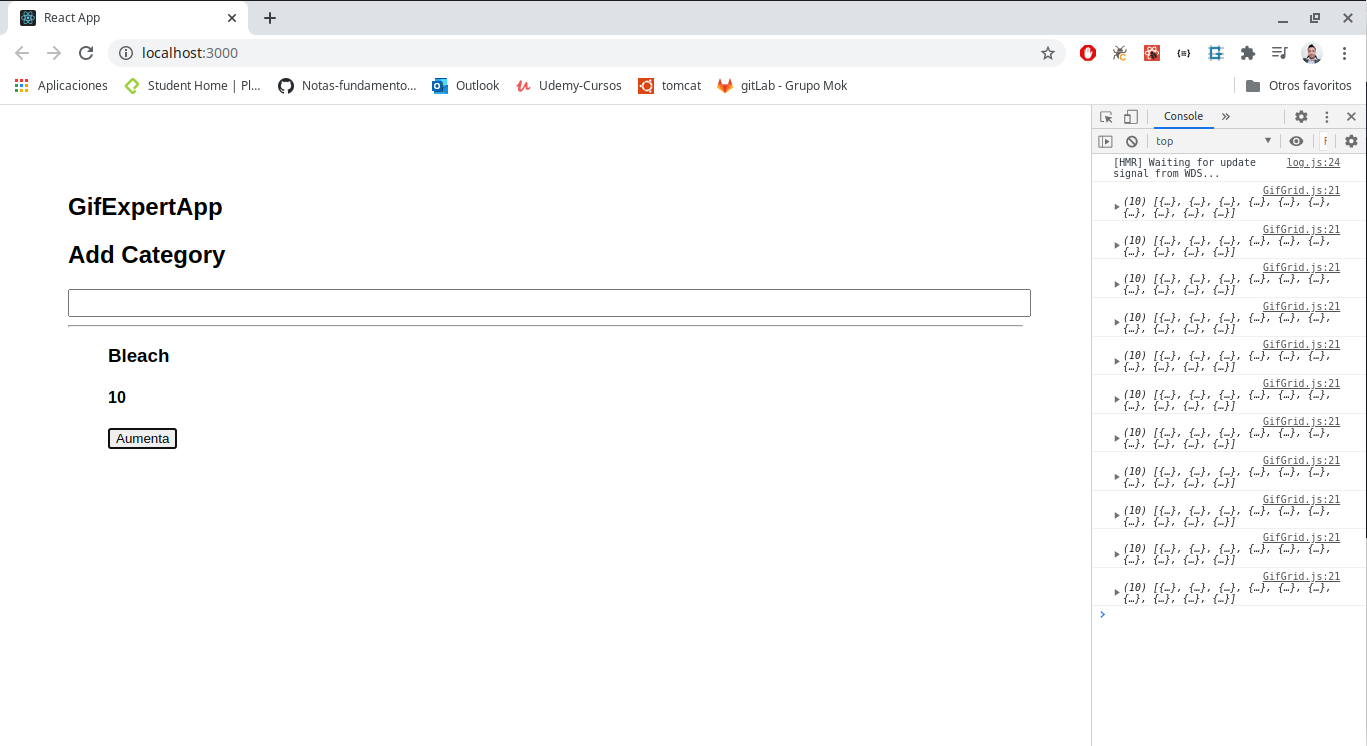 React App
localhost:3000
Aplicaciones Student Home | Pl... Notas-fundamento... Outlook Udemy-Cursos tomcat gitLab - Grupo Mok Otros favoritos
GifExpertApp
Add Category
Bleach
10
Aumenta
Console
top
[HMR] Waiting for update log.js:24
signal from WDS...
GifGrid.js:21
(10) [{…}, {…}, {…}, {…}, {…}, {…},
{…}, {…}, {…}, {…}]
GifGrid.js:21
(10) [{…}, {…}, {…}, {…}, {…}, {…},
{…}, {…}, {…}, {…}]
GifGrid.js:21
(10) [{…}, {…}, {…}, {…}, {…}, {…},
{…}, {…}, {…}, {…}]
GifGrid.js:21
(10) [{…}, {…}, {…}, {…}, {…}, {…},
{…}, {…}, {…}, {…}]
GifGrid.js:21
(10) [{…}, {…}, {…}, {…}, {…}, {…},
{…}, {…}, {…}, {…}]
GifGrid.js:21
(10) [{…}, {…}, {…}, {…}, {…}, {…},
{…}, {…}, {…}, {…}]
GifGrid.js:21
(10) [{…}, {…}, {…}, {…}, {…}, {…},
{…}, {…}, {…}, {…}]
GifGrid.js:21
(10) [{…}, {…}, {…}, {…}, {…}, {…},
{…}, {…}, {…}, {…}]
GifGrid.js:21
(10) [{…}, {…}, {…}, {…}, {…}, {…},
{…}, {…}, {…}, {…}]
GifGrid.js:21
(10) [{…}, {…}, {…}, {…}, {…}, {…},
{…}, {…}, {…}, {…}]
GifGrid.js:21
(10) [{…}, {…}, {…}, {…}, {…}, {…},
{…}, {…}, {…}, {…}]